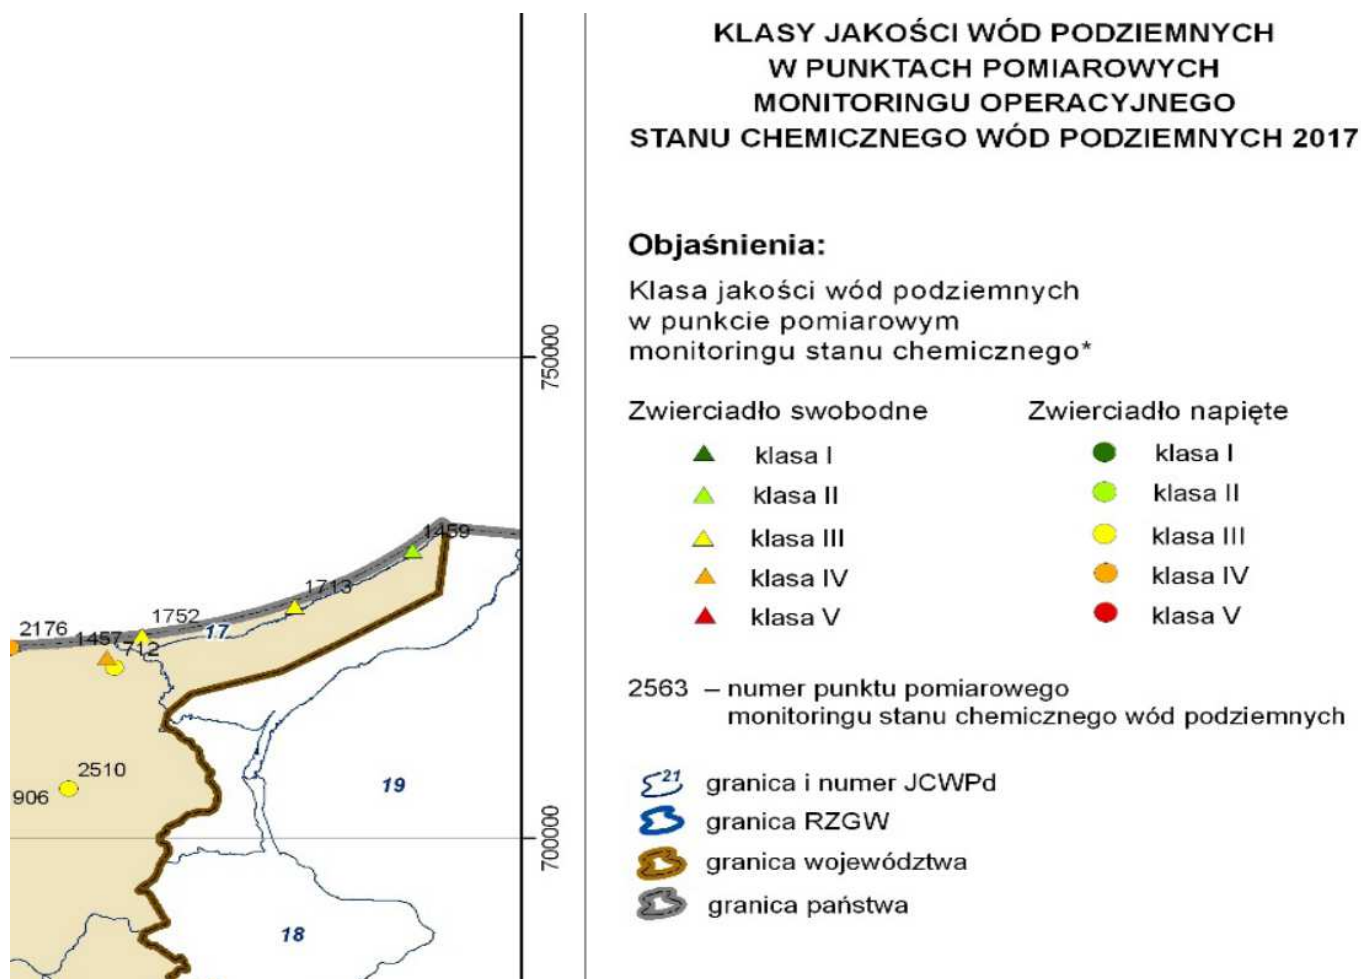 KLASY JAKOŚCI WÓD PODZIEMNYCH
W PUNKTACH POMIAROWYCH
MONITORINGU OPERACYJNEGO
STANU CHEMICZNEGO WÓD PODZIEMNYCH 2017
Objaśnienia:
Klasa jakości wód podziemnych
w punkcie pomiarowym
monitoringu stanu chemicznego*
Zwierciadło swobodne
klasa I
klasa II
klasa III
klasa IV
klasa V
Zwierciadło napięte
klasa I
klasa II
klasa III
klasa IV
klasa V
2563 – numer punktu pomiarowego
monitoringu stanu chemicznego wód podziemnych
21 granica i numer JCWPd
granica RZGW
granica województwa
granica państwa
750000
700000
1459
1713
1752
17
2176
1457
712
2510
906
19
18